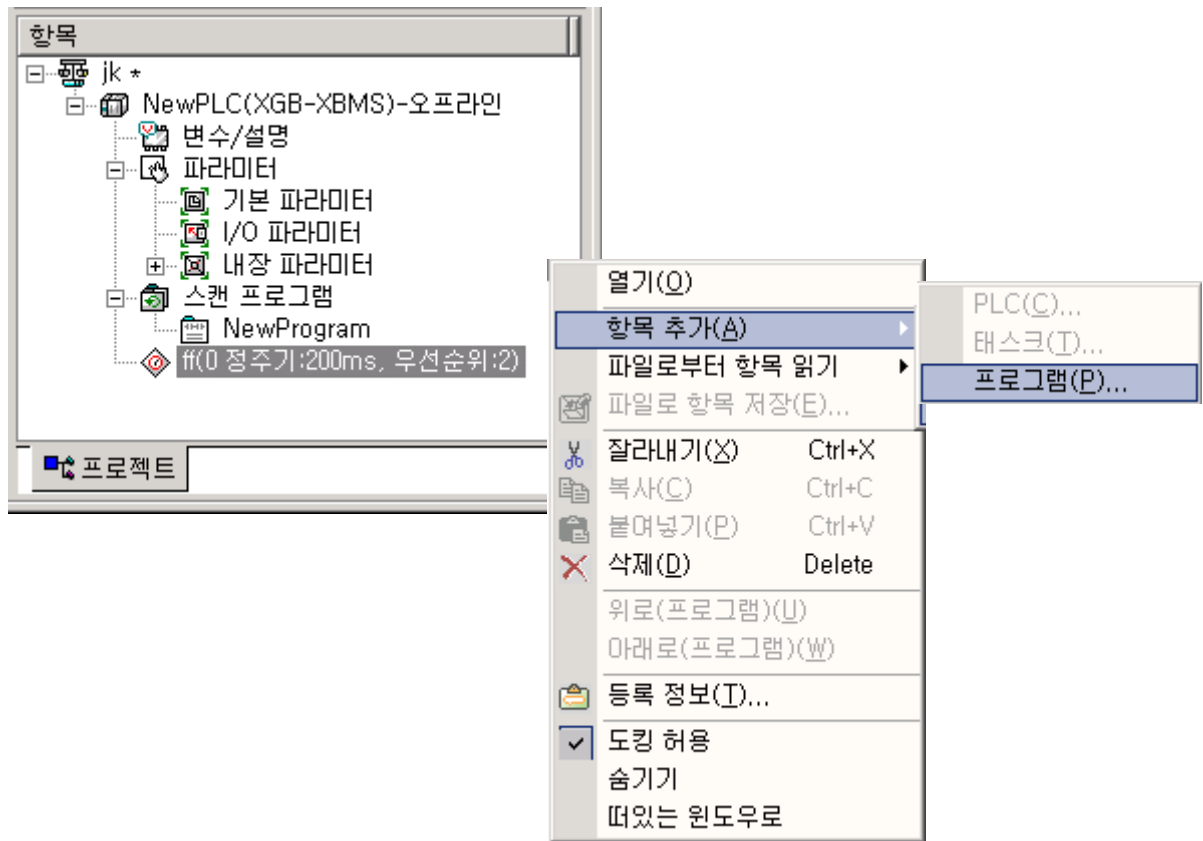 항목
jk *
NewPLC(XGB-XBMS)-오프라인
변수/설명
파라미터
기본 파라미터
I/O 파라미터
내장 파라미터
스캔 프로그램
NewProgram
ff(0 정주기:200ms, 우선순위:2)
프로젝트
열기(O)
항목 추가(A)
파일로부터 항목 읽기
파일로 항목 저장(E)...
잘라내기(X) Ctrl+X
복사(C) Ctrl+C
붙여넣기(P) Ctrl+V
삭제(D) Delete
위로(프로그램)(U)
아래로(프로그램)(W)
등록 정보(T)...
도킹 허용
숨기기
떠있는 윈도우로
PLC(C)...
태스크(T)...
프로그램(P)...